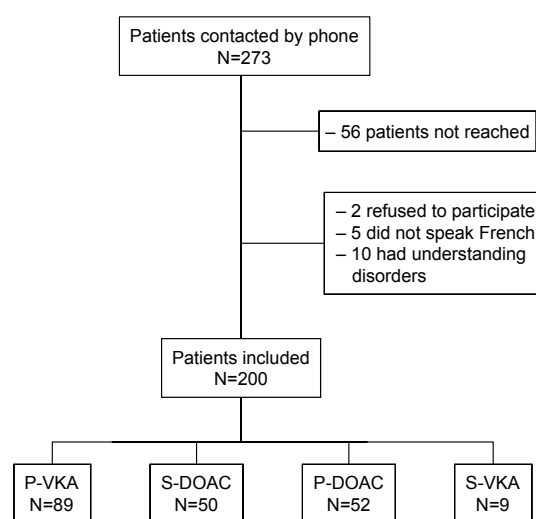 Patients contacted by phone
N=273
– 56 patients not reached
– 2 refused to participate
– 5 did not speak French
– 10 had understanding
disorders
Patients included
N=200
P-VKA
N=89
S-DOAC
N=50
P-DOAC
N=52
S-VKA
N=9